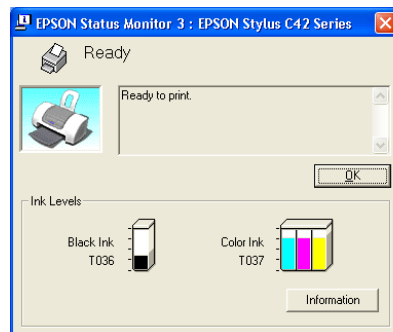 EPSON Status Monitor 3 : EPSON Stylus C42 Series
Ready
Ready to print.
OK
Ink Levels
Black Ink
T036
Color Ink
T037
Information